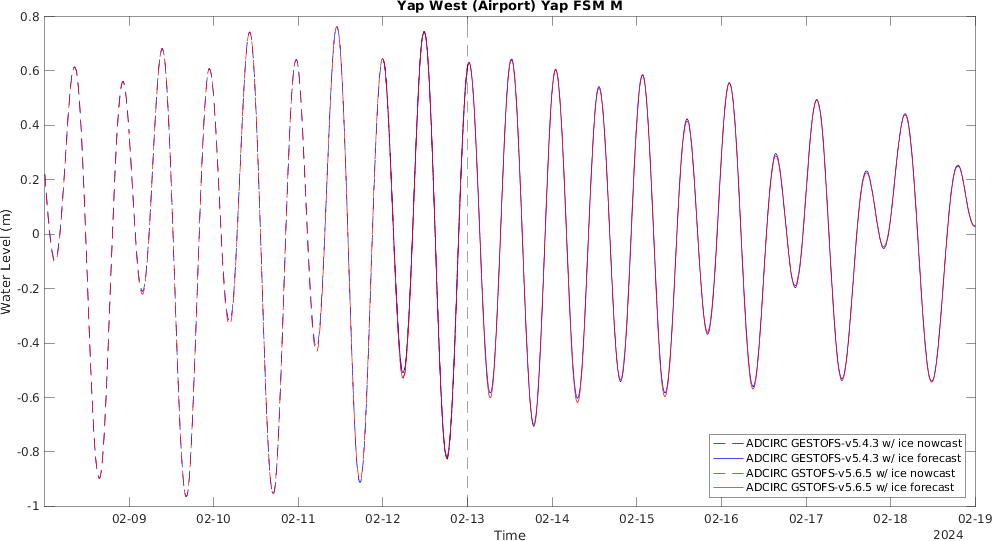 Yap West (Airport) Yap FSM M
0.8
0.6
0.4
0.2
0
-0.2
-0.4
-0.6
-0.8
-1
Water Level (m)
ADCIRC GESTOFS-v5.4.3 w/ ice nowcast
ADCIRC GESTOFS-v5.4.3 w/ ice forecast
ADCIRC GSTOFS-v5.6.5 w/ ice nowcast
ADCIRC GSTOFS-v5.6.5 w/ ice forecast
02-09 02-10 02-11 02-12 02-13 02-14 02-15 02-16 02-17 02-18 02-19
Time
2024